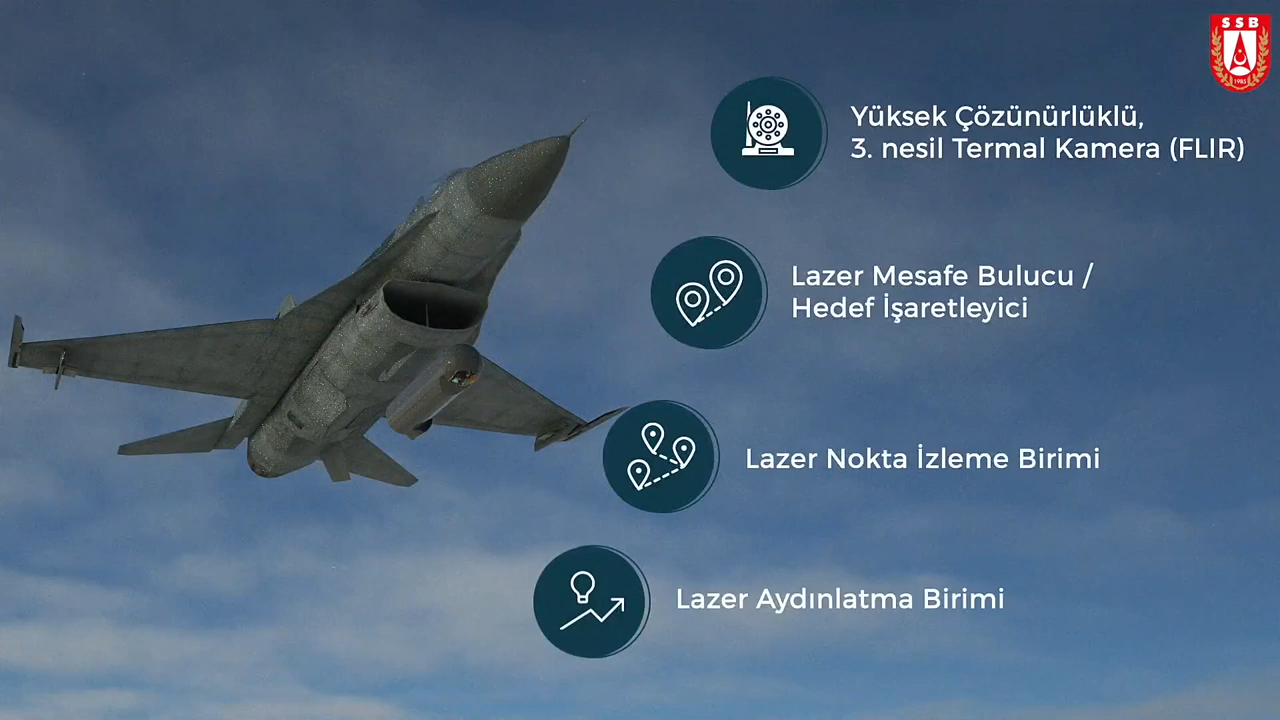 SSB
1985
Yüksek Çözünürlüklü,
3. nesil Termal Kamera (FLIR)
Lazer Mesafe Bulucu /
Hedef İşaretleyici
Lazer Nokta İzleme Birimi
Lazer Aydınlatma Birimi